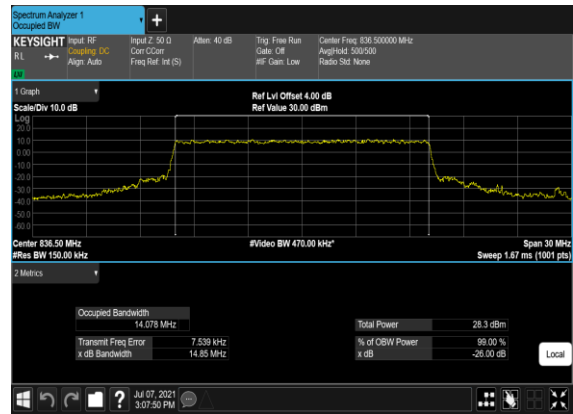 Spectrum Analyzer 1
Occupied BW
+
KEYSIGHT Input: RF Input Z: 50 Ω Atten: 40 dB Trig: Free Run Center Freq: 836.500000 MHz
RL Coupling: DC Corr CCorr Gate: Off Avg|Hold: 500/500
Align: Auto Freq Ref: Int (S) #IF Gain: Low Radio Std: None
LW
1 Graph
Ref Lvl Offset 4.00 dB
Scale/Div 10.0 dB Ref Value 30.00 dBm
Log
20.0
10.0
0.00
-10.0
-20.0
-30.0
-40.0
-50.0
-60.0
Center 836.50 MHz #Video BW 470.00 kHz* Span 30 MHz
#Res BW 150.00 kHz Sweep 1.67 ms (1001 pts)
2 Metrics
Occupied Bandwidth
14.078 MHz Total Power 28.3 dBm
Transmit Freq Error 7.539 kHz % of OBW Power 99.00 %
x dB Bandwidth 14.85 MHz x dB -26.00 dB
Local
? Jul 07, 2021
3:07:50 PM